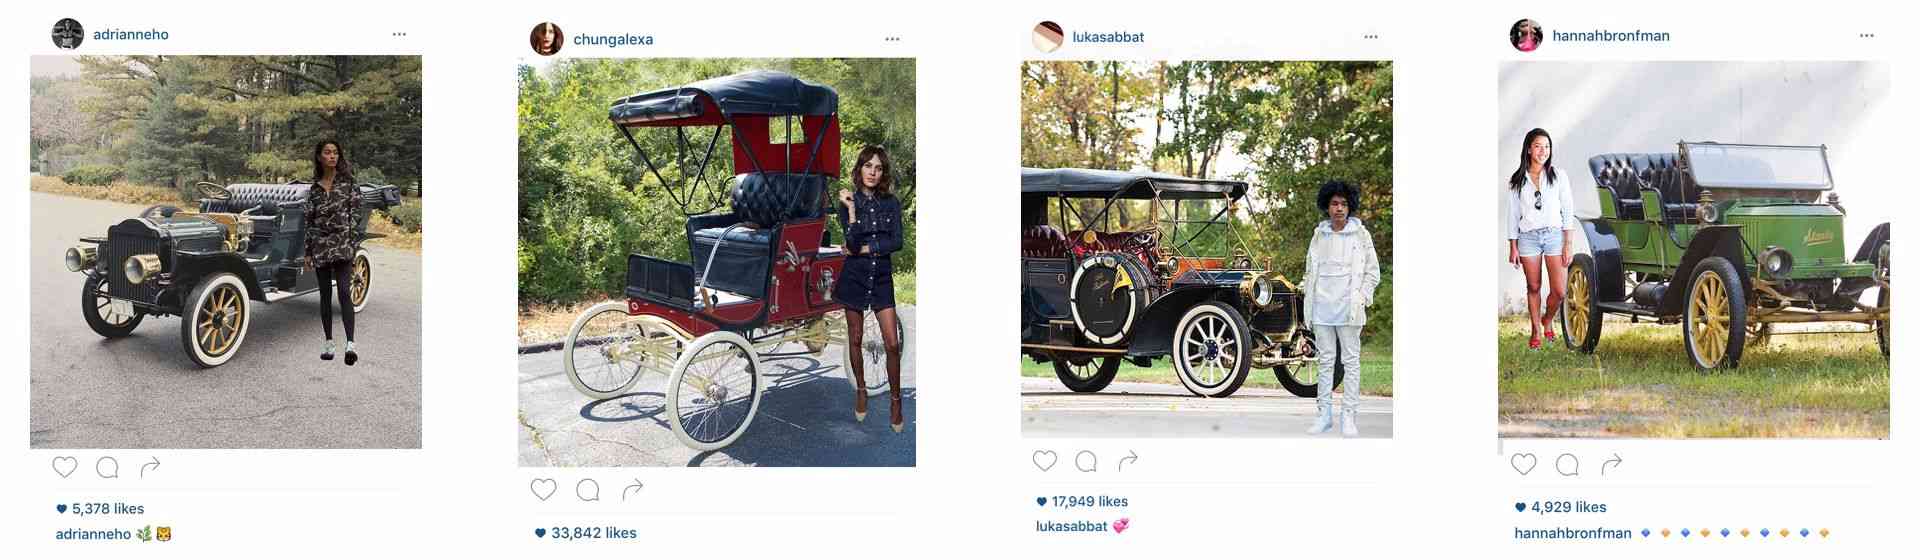 adrianneho
5,378 likes
adrianneho
chungalexa
33,842 likes
lukasabbat
17,949 likes
lukasabbat
hannahbronfman
Stanley
4,929 likes
hannahbronfman